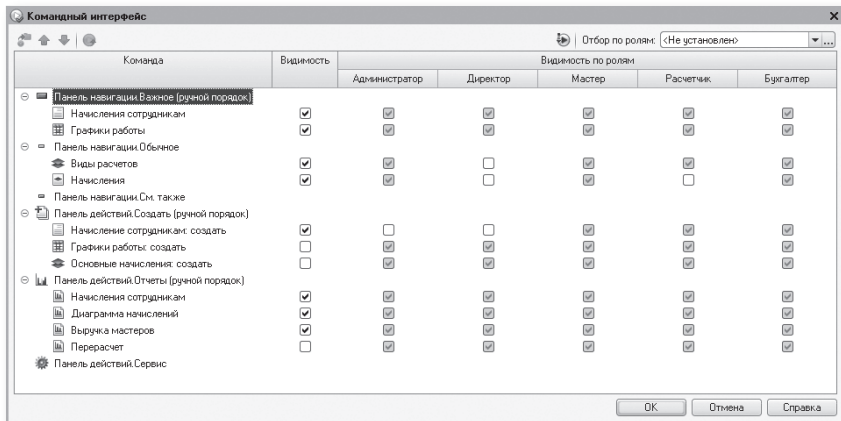 Командный интерфейс
Отбор по ролям: <Не установлен>
Команда Видимость Видимость по ролям
Администратор Директор Мастер Расчетчик Бухгалтер
Панель навигации.Важное (ручной порядок)
Начисления сотрудникам
Графики работы
Панель навигации.Обычное
Виды расчетов
Начисления
Панель навигации.См. также
Панель действий.Создать (ручной порядок)
Начисление сотрудникам: создать
Графики работы: создать
Основные начисления: создать
Панель действий.Отчеты (ручной порядок)
Начисления сотрудникам
Диаграмма начислений
Выручка мастеров
Перерасчет
Панель действий.Сервис
OK Отмена Справка